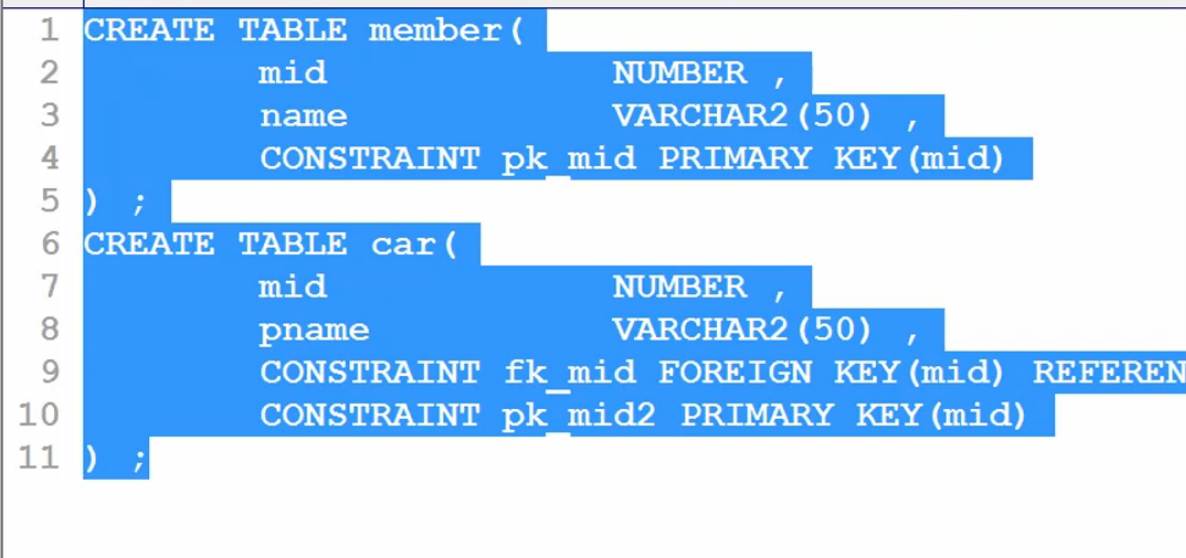 1 CREATE TABLE member(
2 mid NUMBER ,
3 name VARCHAR2(50) ,
4 CONSTRAINT pk_mid PRIMARY KEY(mid)
5 ) ;
6 CREATE TABLE car(
7 mid NUMBER ,
8 pname VARCHAR2(50) ,
9 CONSTRAINT fk_mid FOREIGN KEY(mid) REFEREN
10 CONSTRAINT pk_mid2 PRIMARY KEY(mid)
11 ) ;